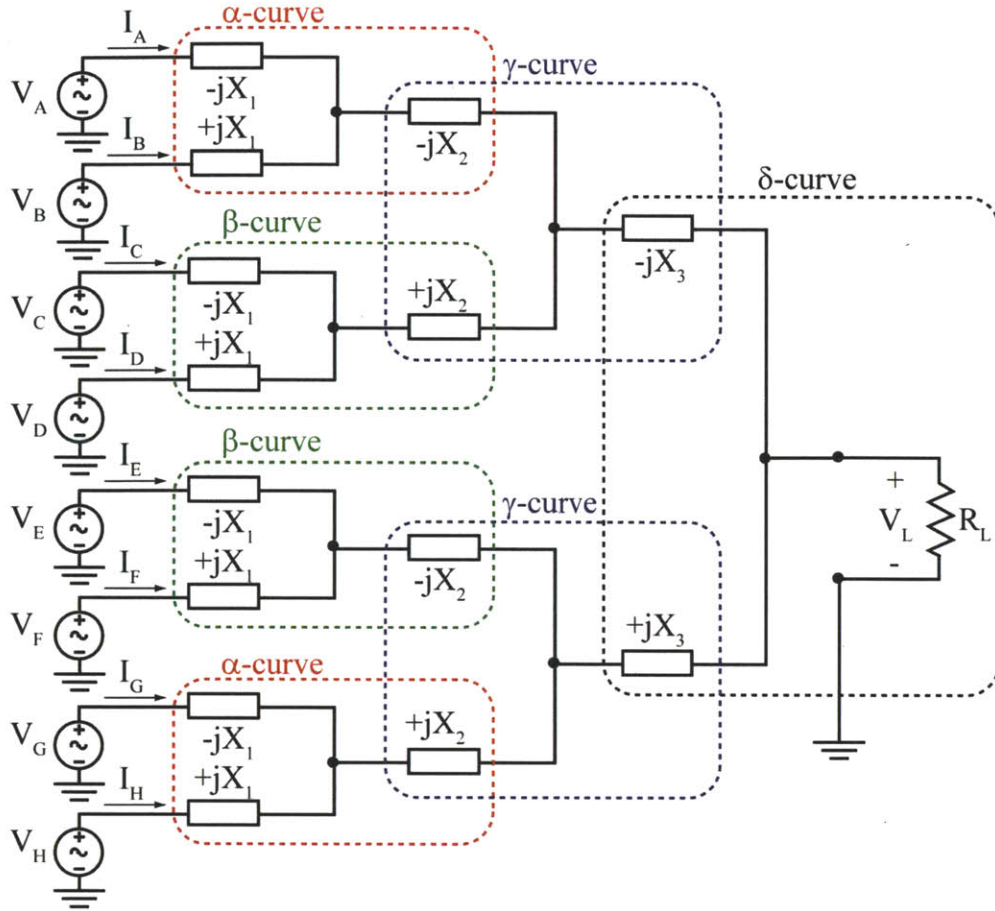 α-curve
I_A
V_A
-jX_1
+jX_1
I_B
V_B
-jX_2
γ-curve
β-curve
I_C
V_C
-jX_1
+jX_1
I_D
V_D
+jX_2
δ-curve
-jX_3
β-curve
I_E
V_E
-jX_1
+jX_1
I_F
V_F
-jX_2
γ-curve
+
V_L
-
R_L
+jX_3
α-curve
I_G
V_G
-jX_1
+jX_1
I_H
V_H
+jX_2